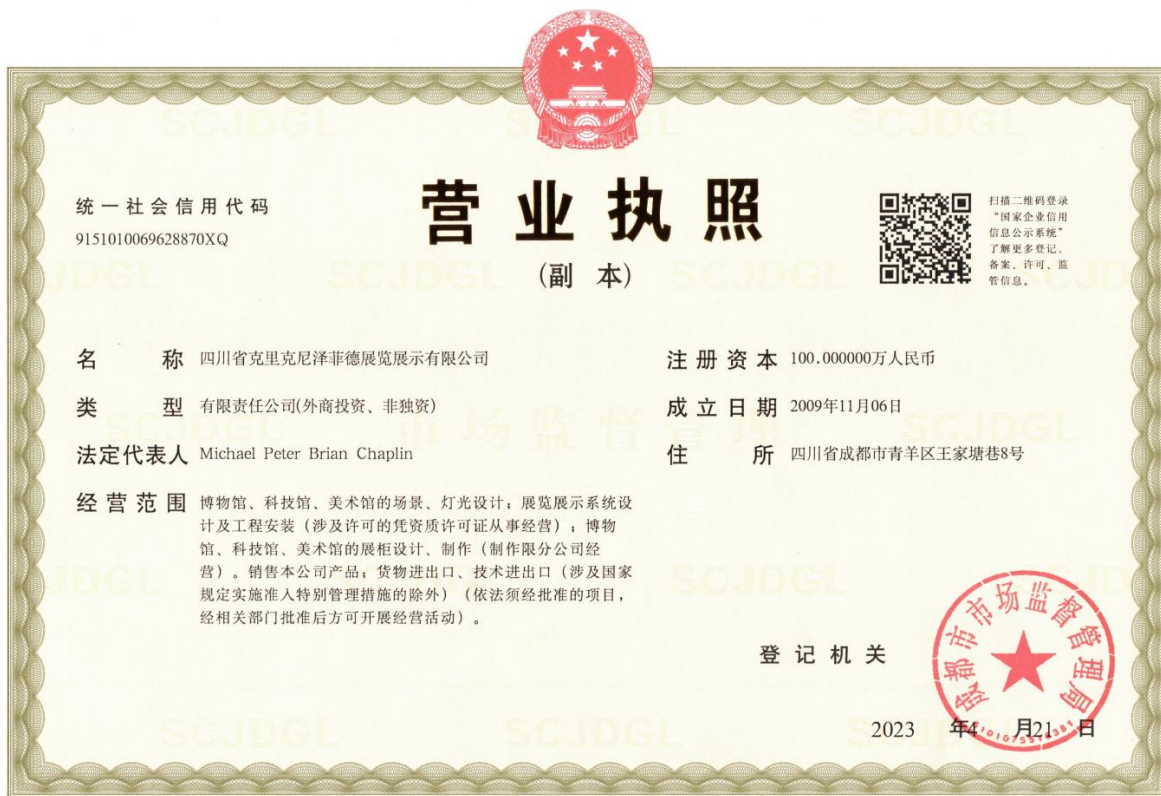 营业执照
(副 本)
统一社会信用代码
9151010069628870XQ
扫描二维码登录
“国家企业信用
信息公示系统”
了解更多登记、
备案、许可、监
管信息。
名 称 四川省克里克尼泽菲德展览展示有限公司
类 型 有限责任公司(外商投资、非独资)
法定代表人 Michael Peter Brian Chaplin
经营范围 博物馆、科技馆、美术馆的场景、灯光设计；展览展示系统设
计及工程安装（涉及许可的凭资质许可证从事经营）；博物
馆、科技馆、美术馆的展柜设计、制作（制作限分公司经
营）。销售本公司产品；货物进出口、技术进出口（涉及国家
规定实施准入特别管理措施的除外）（依法须经批准的项目，
经相关部门批准后方可开展经营活动）。
注册资本 100.000000万人民币
成立日期 2009年11月06日
住 所 四川省成都市青羊区王家塘巷8号
登记机关
成都市市场监督管理局
2023 年4 月21 日
SCJDGL
市场监督管理